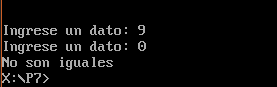 Ingrese un dato: 9
Ingrese un dato: 0
No son iguales
X:\P7>